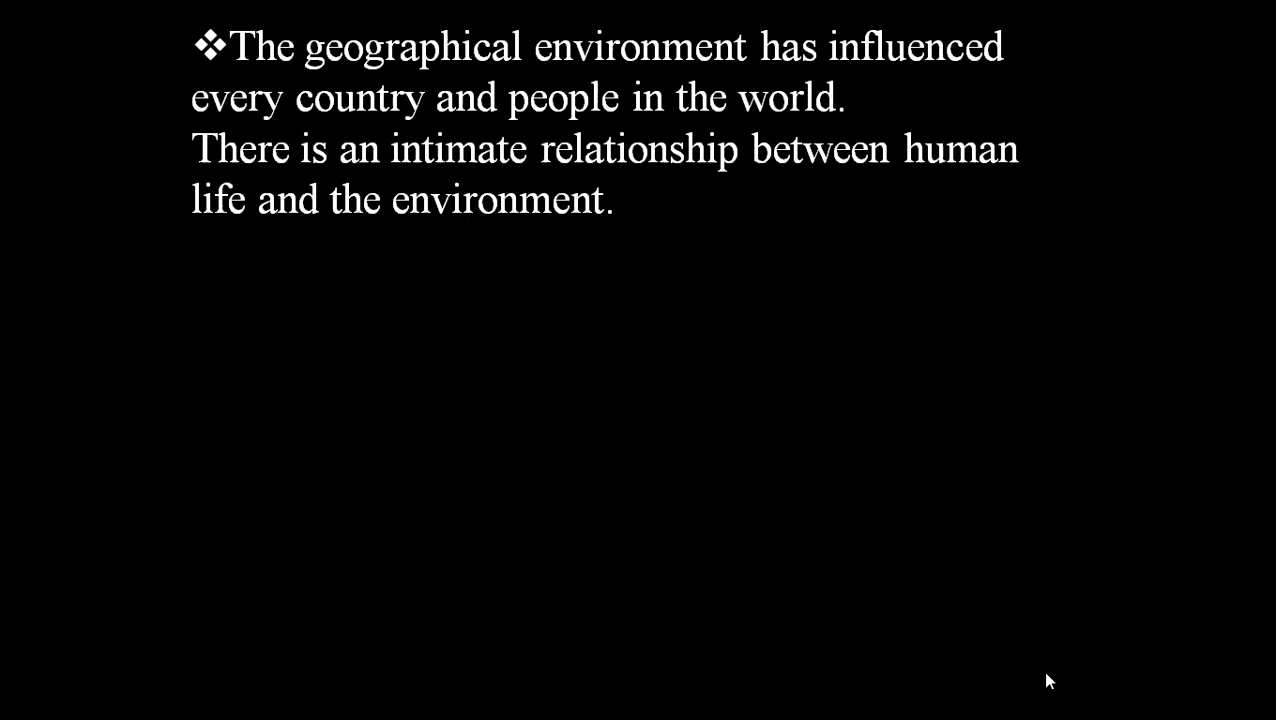 ❖The geographical environment has influenced
every country and people in the world.
There is an intimate relationship between human
life and the environment.